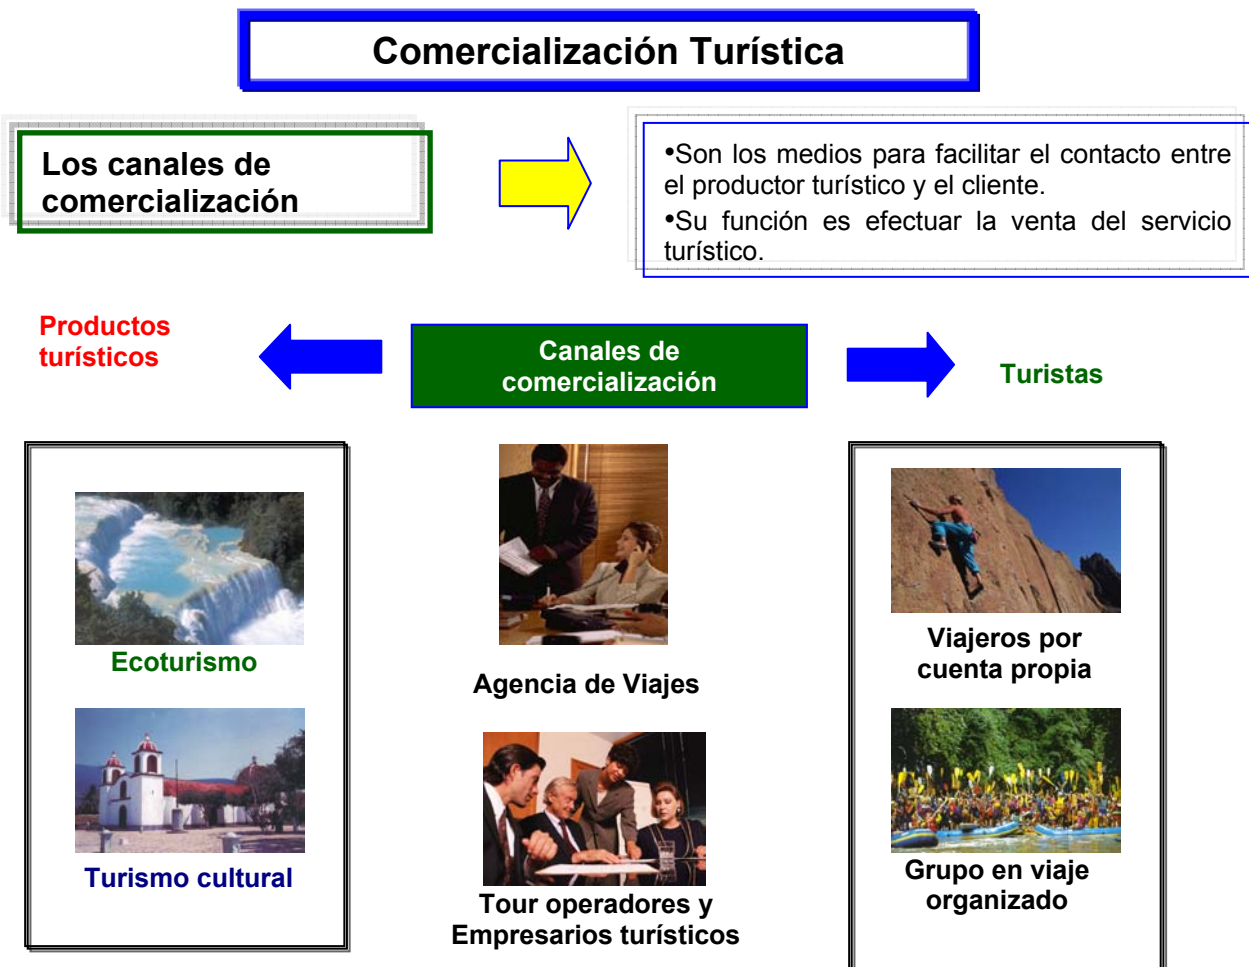 Comercialización Turística
Los canales de
comercialización
•Son los medios para facilitar el contacto entre
el productor turístico y el cliente.
•Su función es efectuar la venta del servicio
turístico.
Productos
turísticos
Canales de
comercialización
Turistas
Ecoturismo
Turismo cultural
Agencia de Viajes
Tour operadores y
Empresarios turísticos
Viajeros por
cuenta propia
Grupo en viaje
organizado